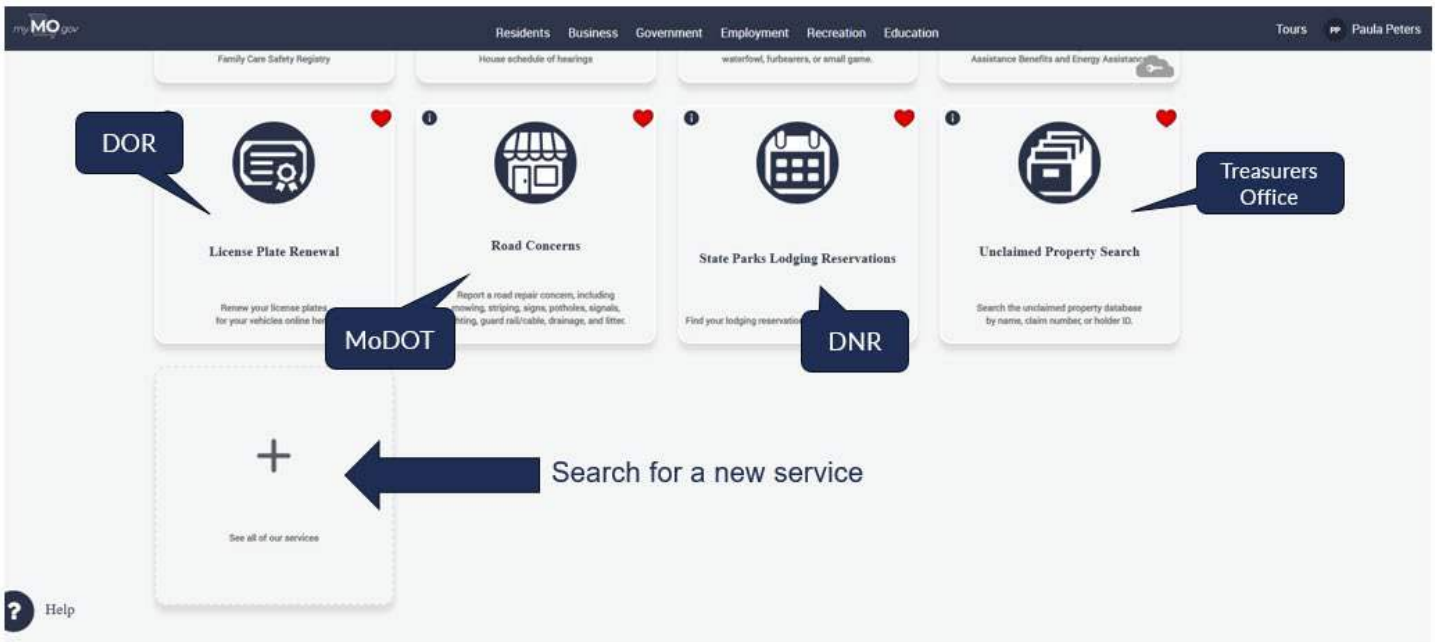 my MO.gov
Residents Business Government Employment Recreation Education
Tours PP Paula Peters
Family Care Safety Registry
House schedule of hearings
waterfowl, furbearers, or small game.
Assistance Benefits and Energy Assistance
DOR
Treasurers
Office
License Plate Renewal
Road Concerns
State Parks Lodging Reservations
Unclaimed Property Search
Renew your license plates
for your vehicles online
Report a road repair concern, including
mowing, striping, signs, potholes, signals,
guard rail/cable, drainage, and litter.
Find your lodging
Search the unclaimed property database
by name, claim number, or holder ID.
MoDOT
DNR
+
Search for a new service
See all of our services
? Help